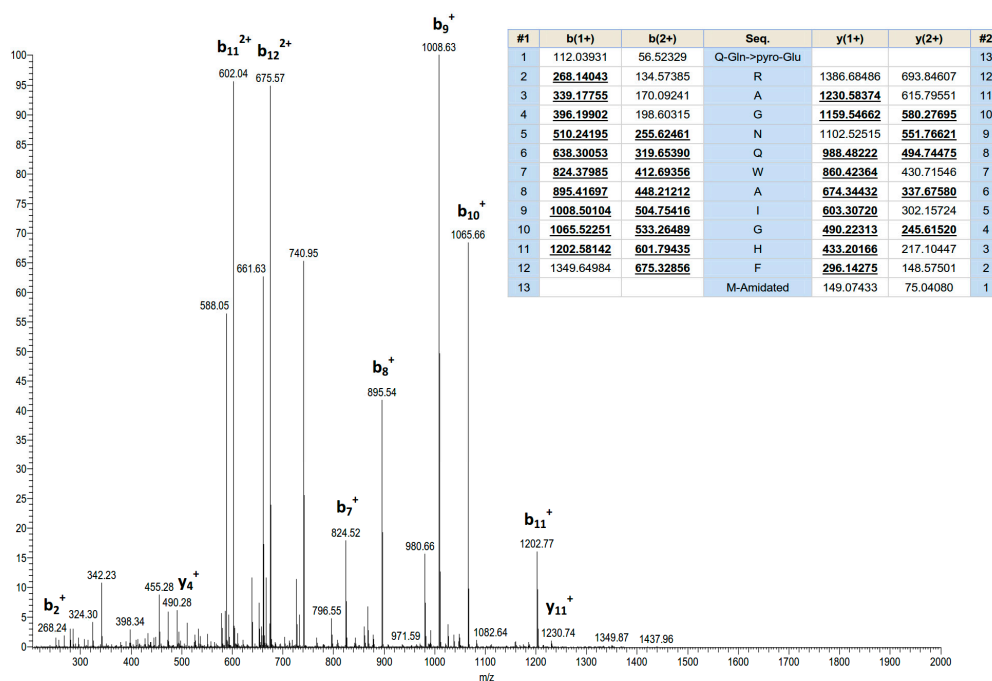 b9+
1008.63
b11 2+
b12 2+
602.04
675.57
b10+
1065.66
661.63
740.95
588.05
b8+
895.54
b7+
824.52
b11+
1202.77
980.66
342.23
455.28
y4+
490.28
b2+
268.24
324.30
398.34
796.55
971.59
1082.64
y11+
1230.74
1349.87
1437.96
100
95
90
85
80
75
70
65
60
55
50
45
40
35
30
25
20
15
10
5
0
300 400 500 600 700 800 900 1000 1100 1200 1300 1400 1500 1600 1700 1800 1900 2000
m/z
#1 b(1+) b(2+) Seq. y(1+) y(2+) #2
1 112.03931 56.52329 Q-Gln->pyro-Glu 13
2 268.14043 134.57385 R 1386.68486 693.84607 12
3 339.17755 170.09241 A 1230.58374 615.79551 11
4 396.19902 198.60315 G 1159.54662 580.27695 10
5 510.24195 255.62461 N 1102.52515 551.76621 9
6 638.30053 319.65390 Q 988.48222 494.74475 8
7 824.37985 412.69356 W 860.42364 430.71546 7
8 895.41697 448.21212 A 674.34432 337.67580 6
9 1008.50104 504.75416 I 603.30720 302.15724 5
10 1065.52251 533.26489 G 490.22313 245.61520 4
11 1202.58142 601.79435 H 433.20166 217.10447 3
12 1349.64984 675.32856 F 296.14275 148.57501 2
13 M-Amidated 149.07433 75.04080 1